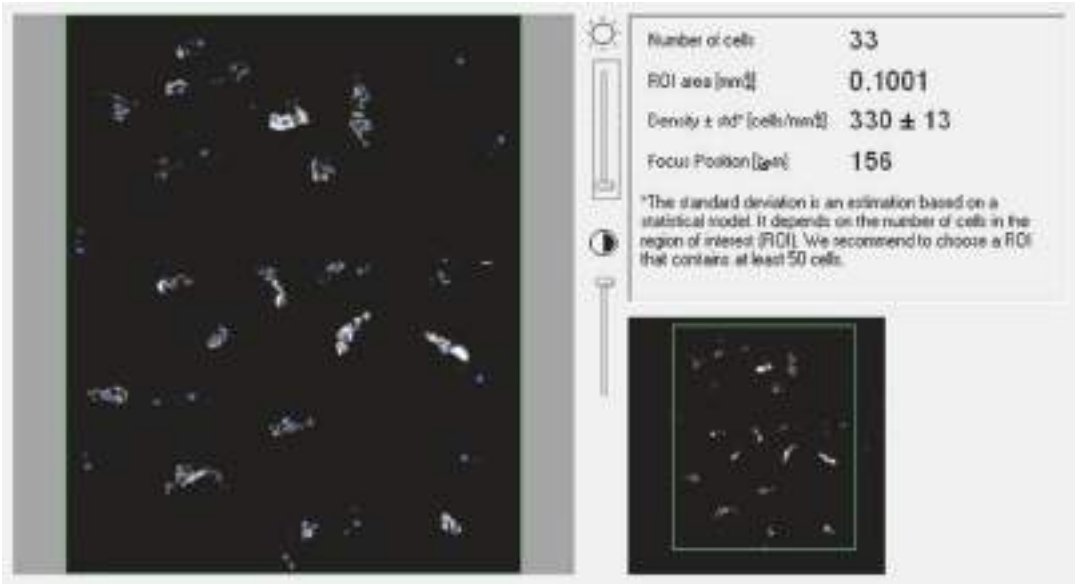 Number of cells 33
ROI area [mm²] 0.1001
Density ± std* [cells/mm²] 330 ± 13
Focus Position [µm] 156
*The standard deviation is an estimation based on a
statistical model. It depends on the number of cells in the
region of interest (ROI). We recommend to choose a ROI
that contains at least 50 cells.